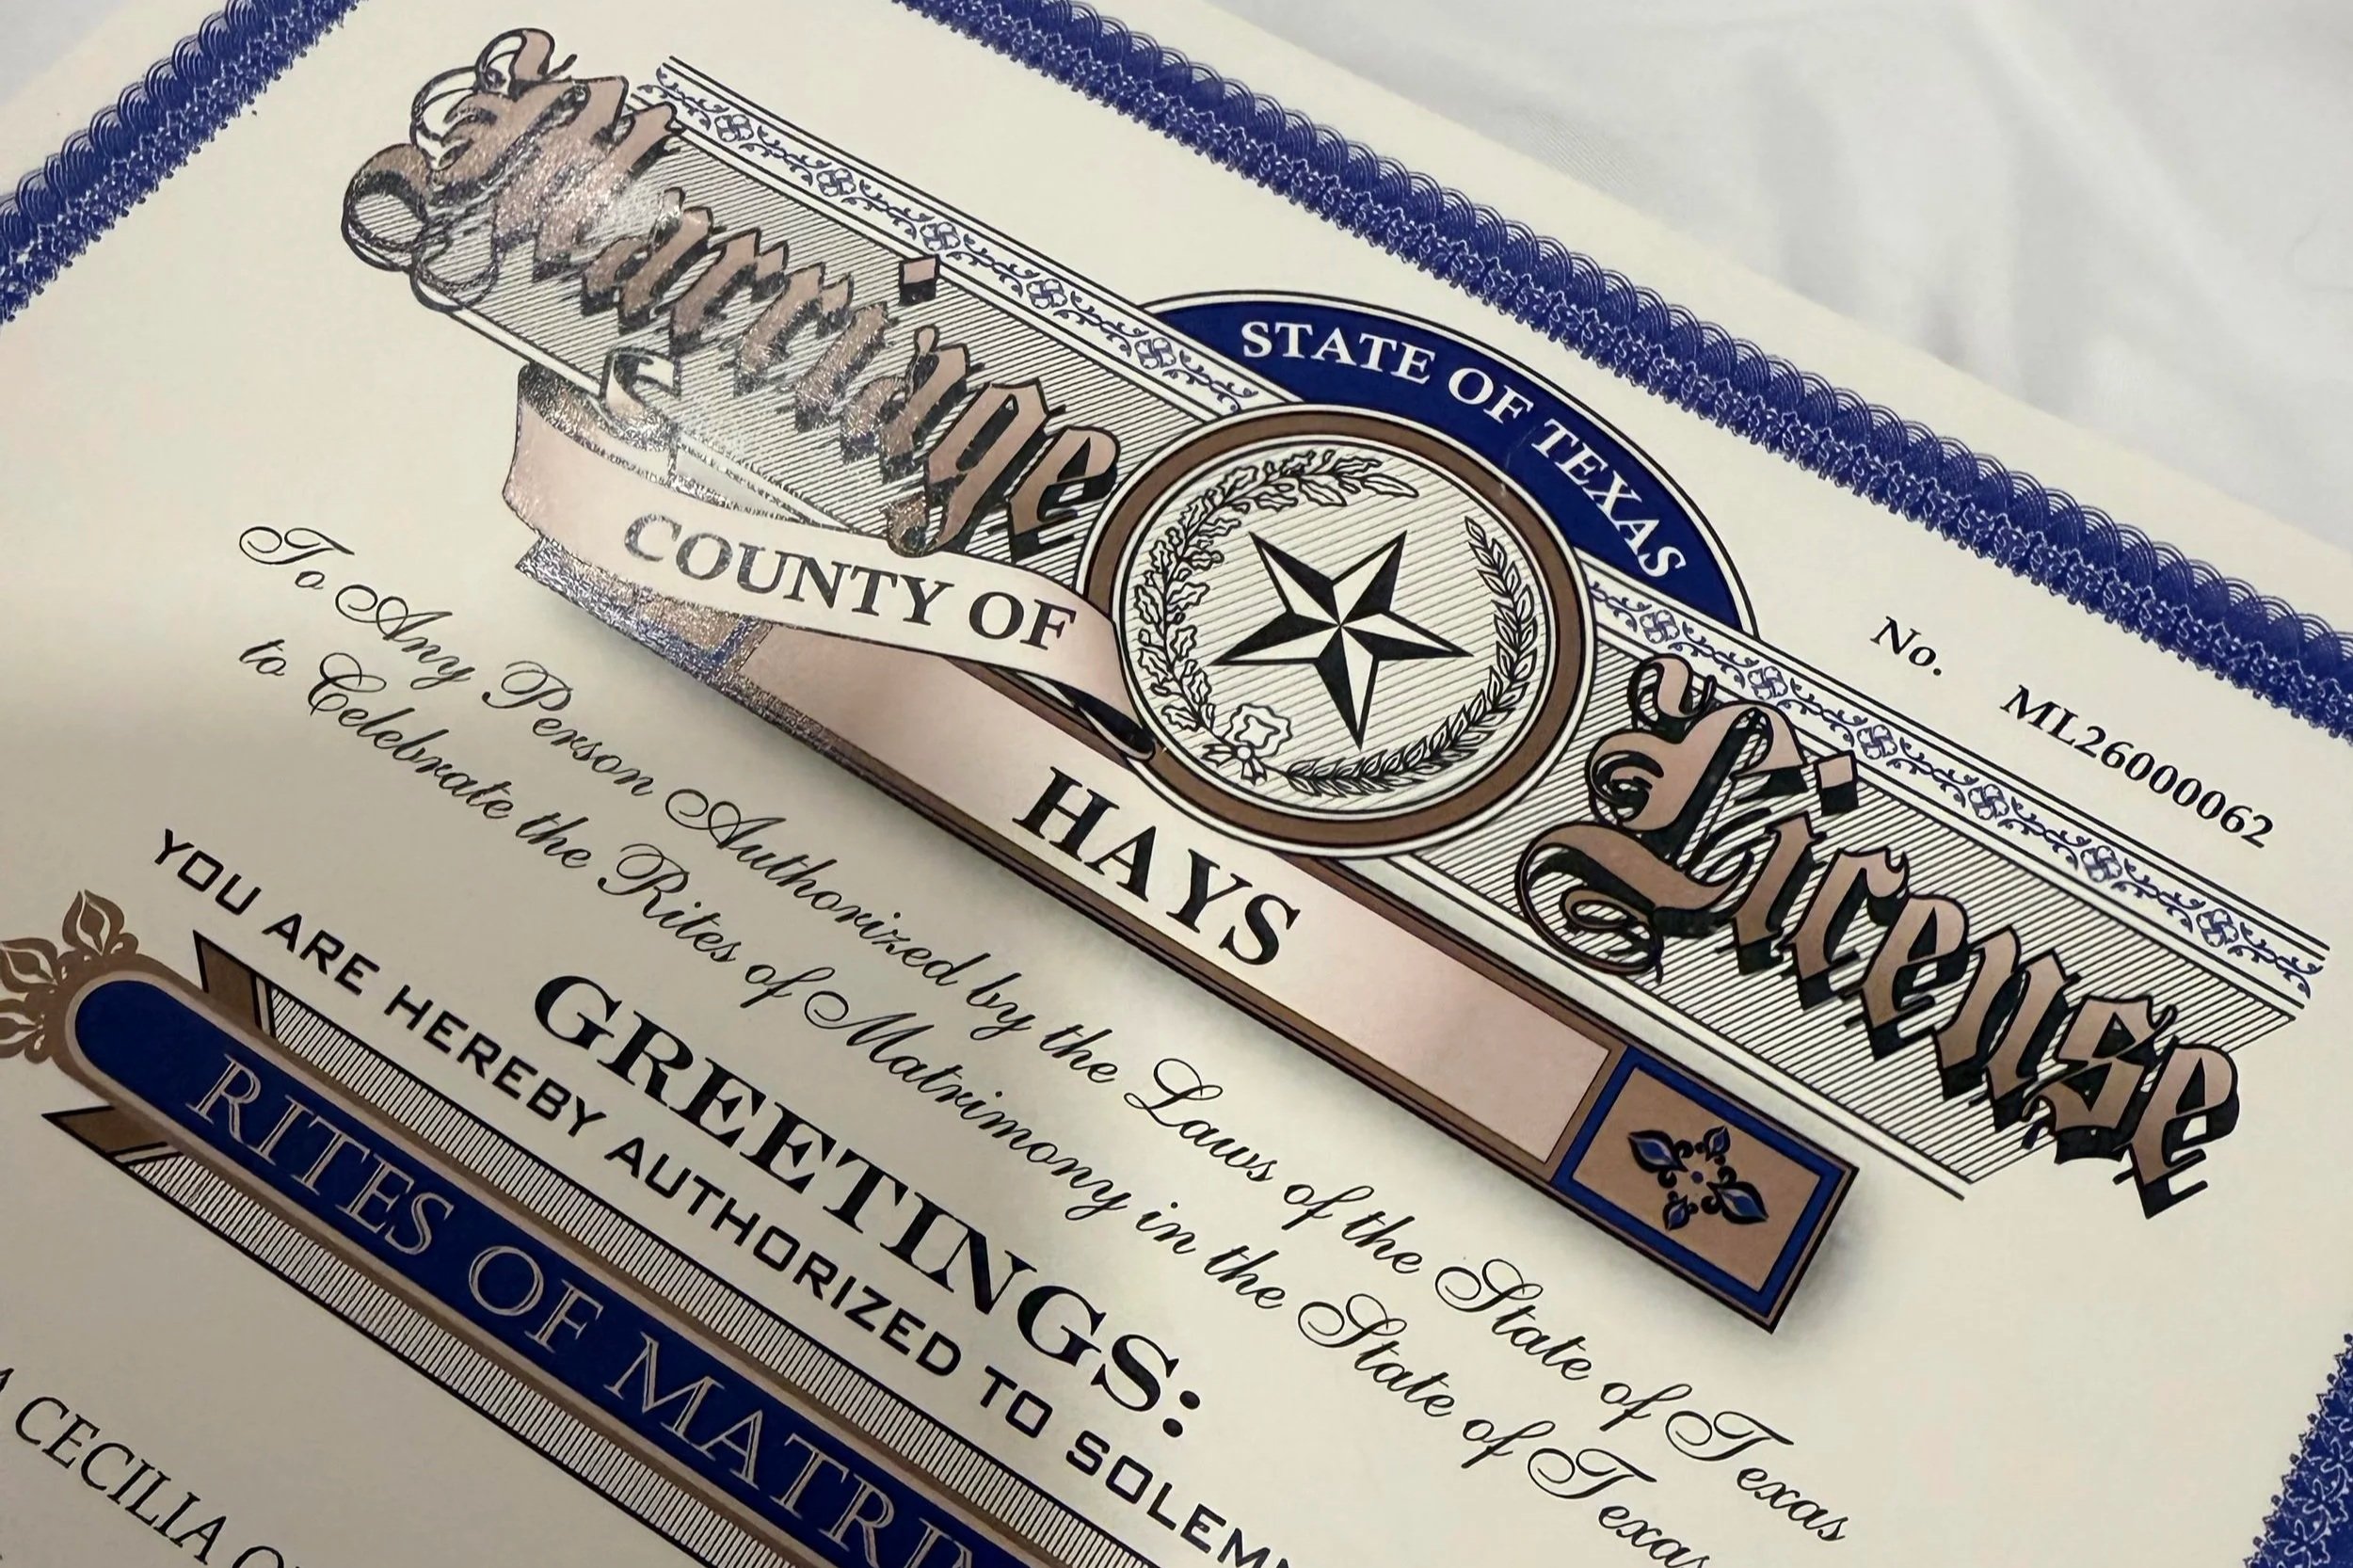 Marriage License
STATE OF TEXAS
COUNTY OF
HAYS
No. ML26000062
To Any Person Authorized by the Laws of the State of Texas
to Celebrate the Rites of Matrimony in the State of Texas
GREETINGS:
YOU ARE HEREBY AUTHORIZED TO
RITES OF
CECILIA